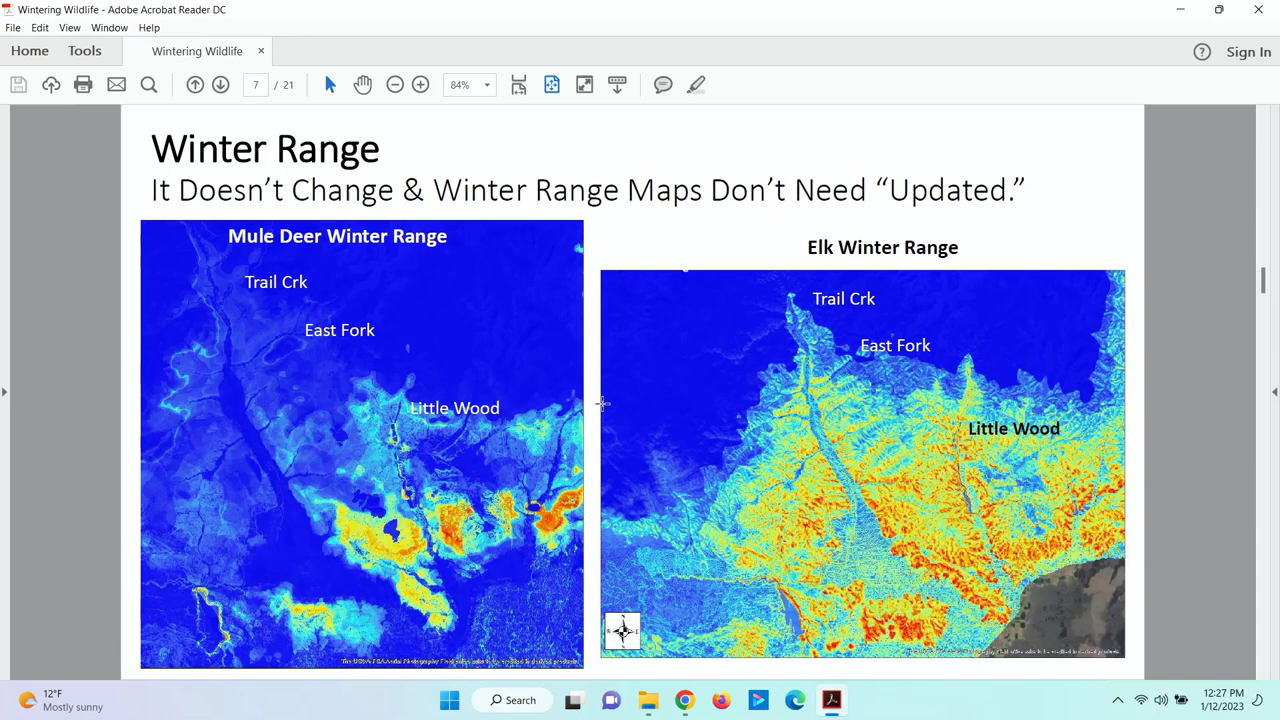 Wintering Wildlife - Adobe Acrobat Reader DC
File Edit View Window Help
Home Tools Wintering Wildlife × Sign In
7 / 21 84%
Winter Range
It Doesn’t Change & Winter Range Maps Don’t Need “Updated.”
Mule Deer Winter Range
Trail Crk
East Fork
Little Wood
Elk Winter Range
Trail Crk
East Fork
Little Wood
12°F
Mostly sunny
Search
12:27 PM
1/12/2023